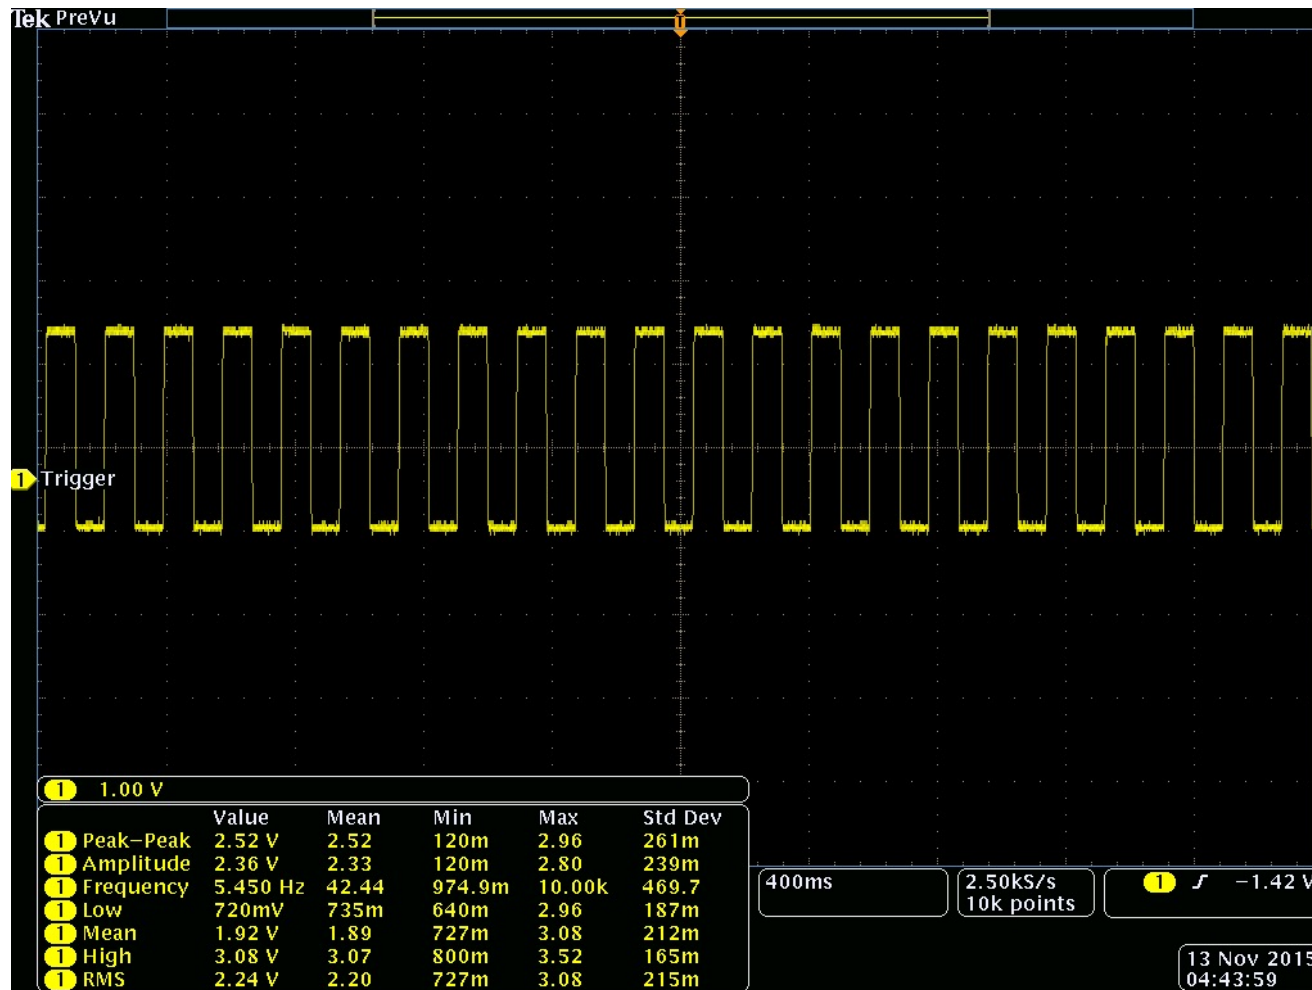 Tek PreVu
T
1 Trigger
1 1.00 V
Value Mean Min Max Std Dev
1 Peak-Peak 2.52 V 2.52 120m 2.96 261m
1 Amplitude 2.36 V 2.33 120m 2.80 239m
1 Frequency 5.450 Hz 42.44 974.9m 10.00k 469.7
1 Low 720mV 735m 640m 2.96 187m
1 Mean 1.92 V 1.89 727m 3.08 212m
1 High 3.08 V 3.07 800m 3.52 165m
1 RMS 2.24 V 2.20 727m 3.08 215m
400ms
2.50kS/s
10k points
1 -1.42 V
13 Nov 2015
04:43:59